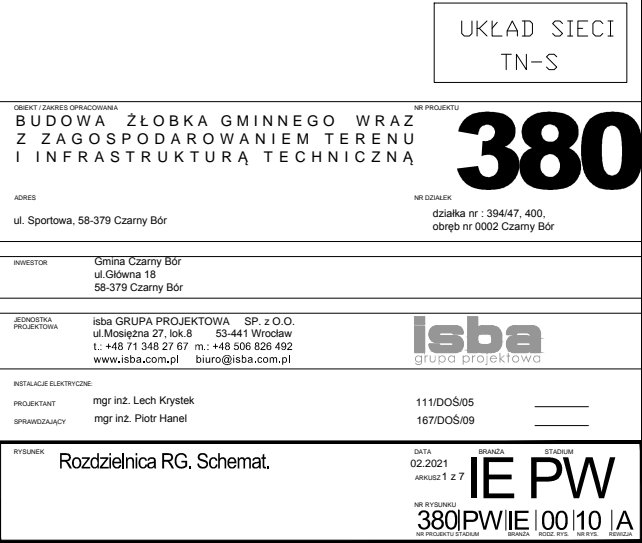 UKŁAD SIECI
TN-S
OBIEKT / ZAKRES OPRACOWANIA
NR PROJEKTU
BUDOWA ŻŁOBKA GMINNEGO WRAZ
Z ZAGOSPODAROWANIEM TERENU
I INFRASTRUKTURĄ TECHNICZNĄ
380
ADRES
NR DZIAŁEK
ul. Sportowa, 58-379 Czarny Bór
działka nr : 394/47, 400,
obręb nr 0002 Czarny Bór
INWESTOR
Gmina Czarny Bór
ul.Główna 18
58-379 Czarny Bór
JEDNOSTKA
PROJEKTOWA
isba GRUPA PROJEKTOWA SP. z O.O.
ul.Mosiężna 27, lok.8 53-441 Wrocław
t.: +48 71 348 27 67 m.: +48 506 826 492
www.isba.com.pl biuro@isba.com.pl
isba
grupa projektowa
INSTALACJE ELEKTRYCZNE:
PROJEKTANT mgr inż. Lech Krystek 111/DOŚ/05
SPRAWDZAJĄCY mgr inż. Piotr Hanel 167/DOŚ/09
RYSUNEK
Rozdzielnica RG. Schemat.
DATA BRANŻA STADIUM
02.2021
ARKUSZ 1 z 7
IE PW
NR RYSUNKU
380|PW|IE|00|10|A
NR PROJEKTU STADIUM BRANŻA RODZ. RYS. NR RYS. REWIZJA